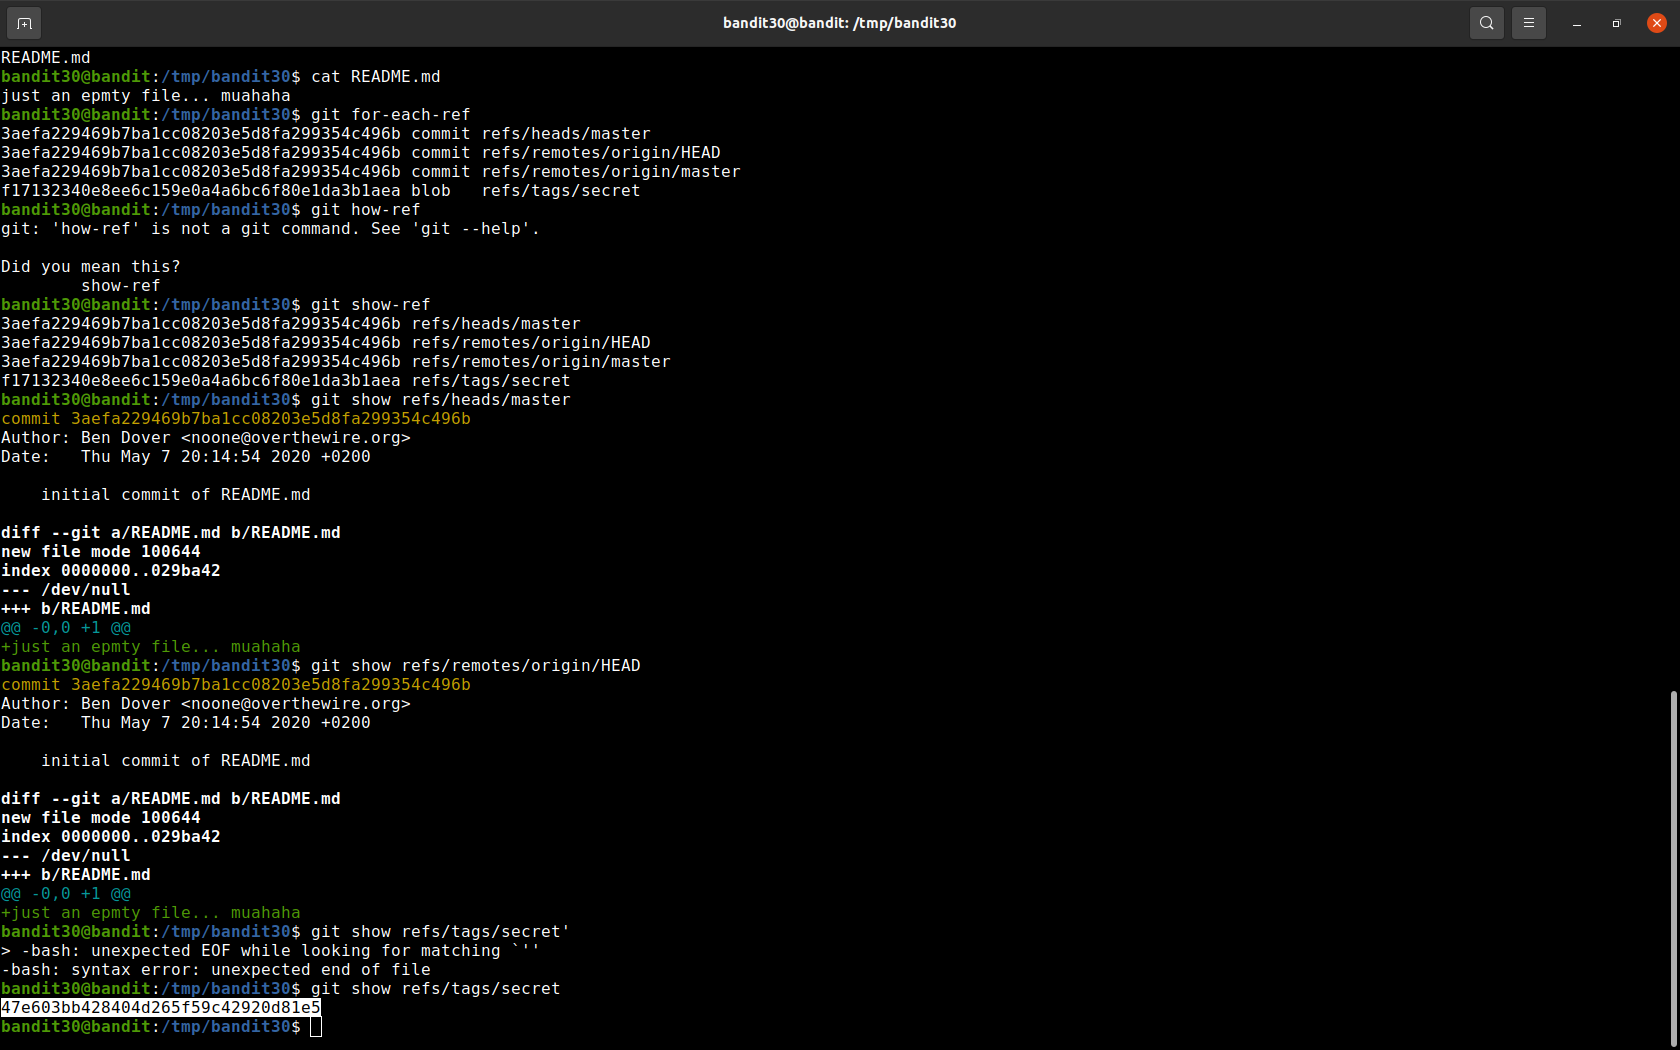 bandit30@bandit: /tmp/bandit30
README.md
bandit30@bandit:/tmp/bandit30$ cat README.md
just an epmty file... muahaha
bandit30@bandit:/tmp/bandit30$ git for-each-ref
3aefa229469b7ba1cc08203e5d8fa299354c496b commit refs/heads/master
3aefa229469b7ba1cc08203e5d8fa299354c496b commit refs/remotes/origin/HEAD
3aefa229469b7ba1cc08203e5d8fa299354c496b commit refs/remotes/origin/master
f17132340e8ee6c159e0a4a6bc6f80e1da3b1aea blob   refs/tags/secret
bandit30@bandit:/tmp/bandit30$ git how-ref
git: 'how-ref' is not a git command. See 'git --help'.

Did you mean this?
        show-ref
bandit30@bandit:/tmp/bandit30$ git show-ref
3aefa229469b7ba1cc08203e5d8fa299354c496b refs/heads/master
3aefa229469b7ba1cc08203e5d8fa299354c496b refs/remotes/origin/HEAD
3aefa229469b7ba1cc08203e5d8fa299354c496b refs/remotes/origin/master
f17132340e8ee6c159e0a4a6bc6f80e1da3b1aea refs/tags/secret
bandit30@bandit:/tmp/bandit30$ git show refs/heads/master
commit 3aefa229469b7ba1cc08203e5d8fa299354c496b
Author: Ben Dover <noone@overthewire.org>
Date:   Thu May 7 20:14:54 2020 +0200

    initial commit of README.md

diff --git a/README.md b/README.md
new file mode 100644
index 0000000..029ba42
--- /dev/null
+++ b/README.md
@@ -0,0 +1 @@
+just an epmty file... muahaha
bandit30@bandit:/tmp/bandit30$ git show refs/remotes/origin/HEAD
commit 3aefa229469b7ba1cc08203e5d8fa299354c496b
Author: Ben Dover <noone@overthewire.org>
Date:   Thu May 7 20:14:54 2020 +0200

    initial commit of README.md

diff --git a/README.md b/README.md
new file mode 100644
index 0000000..029ba42
--- /dev/null
+++ b/README.md
@@ -0,0 +1 @@
+just an epmty file... muahaha
bandit30@bandit:/tmp/bandit30$ git show refs/tags/secret'
> -bash: unexpected EOF while looking for matching `''
-bash: syntax error: unexpected end of file
bandit30@bandit:/tmp/bandit30$ git show refs/tags/secret
47e603bb428404d265f59c42920d81e5
bandit30@bandit:/tmp/bandit30$